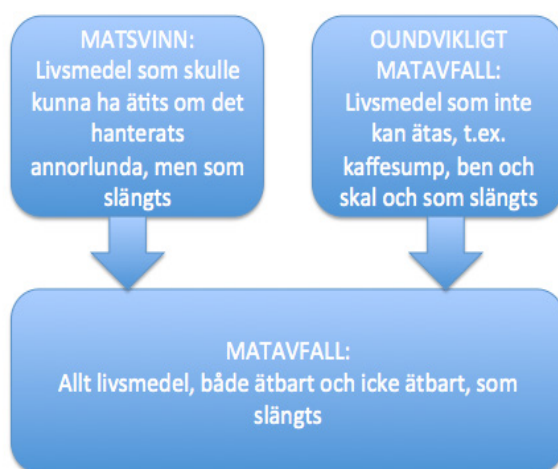 MATSVINN:
Livsmedel som skulle
kunna ha ätits om det
hanterats
annorlunda, men som
slängts
OUNDVIKLIGT
MATAVFALL:
Livsmedel som inte
kan ätas, t.ex.
kaffesump, ben och
skal och som slängts
MATAVFALL:
Allt livsmedel, både ätbart och icke ätbart, som
slängts